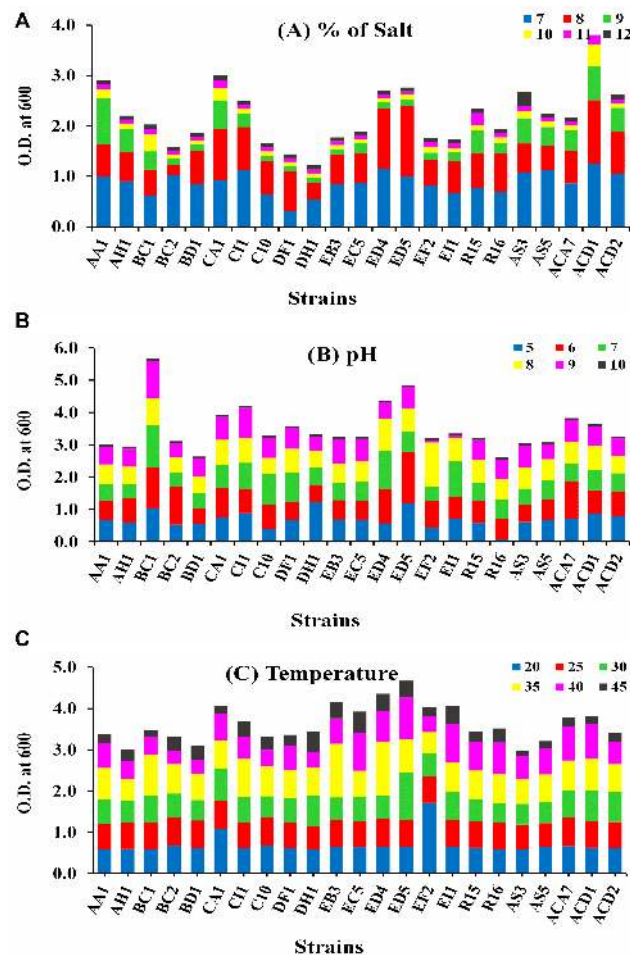 A
(A) % of Salt
7 8 9
10 11 12
O.D. at 600
4.0
3.0
2.0
1.0
0.0
AA1 AH1 BC1 BC2 BD1 CA1 CI1 C10 DF1 DH1 EB3 EC5 ED4 ED5 EF2 EI1 R15 R16 AS3 AS5 ACA7 ACD1 ACD2
Strains
B
(B) pH
5 6 7
8 9 10
O.D. at 600
6.0
5.0
4.0
3.0
2.0
1.0
0.0
AA1 AH1 BC1 BC2 BD1 CA1 CI1 C10 DF1 DH1 EB3 EC5 ED4 ED5 EF2 EI1 R15 R16 AS3 AS5 ACA7 ACD1 ACD2
Strains
C
(C) Temperature
20 25 30
35 40 45
O.D. at 600
5.0
4.0
3.0
2.0
1.0
0.0
AA1 AH1 BC1 BC2 BD1 CA1 CI1 C10 DF1 DH1 EB3 EC5 ED4 ED5 EF2 EI1 R15 R16 AS3 AS5 ACA7 ACD1 ACD2
Strains